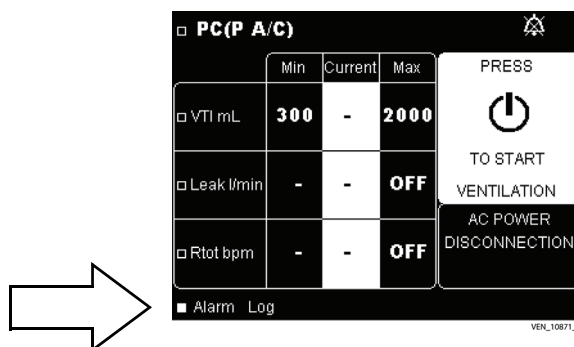 □ PC(P A/C)
Min Current Max
□ VTI mL 300 - 2000
□ Leak l/min - - OFF
□ Rtot bpm - - OFF
PRESS
TO START
VENTILATION
AC POWER
DISCONNECTION
■ Alarm Log
VEN_10871_